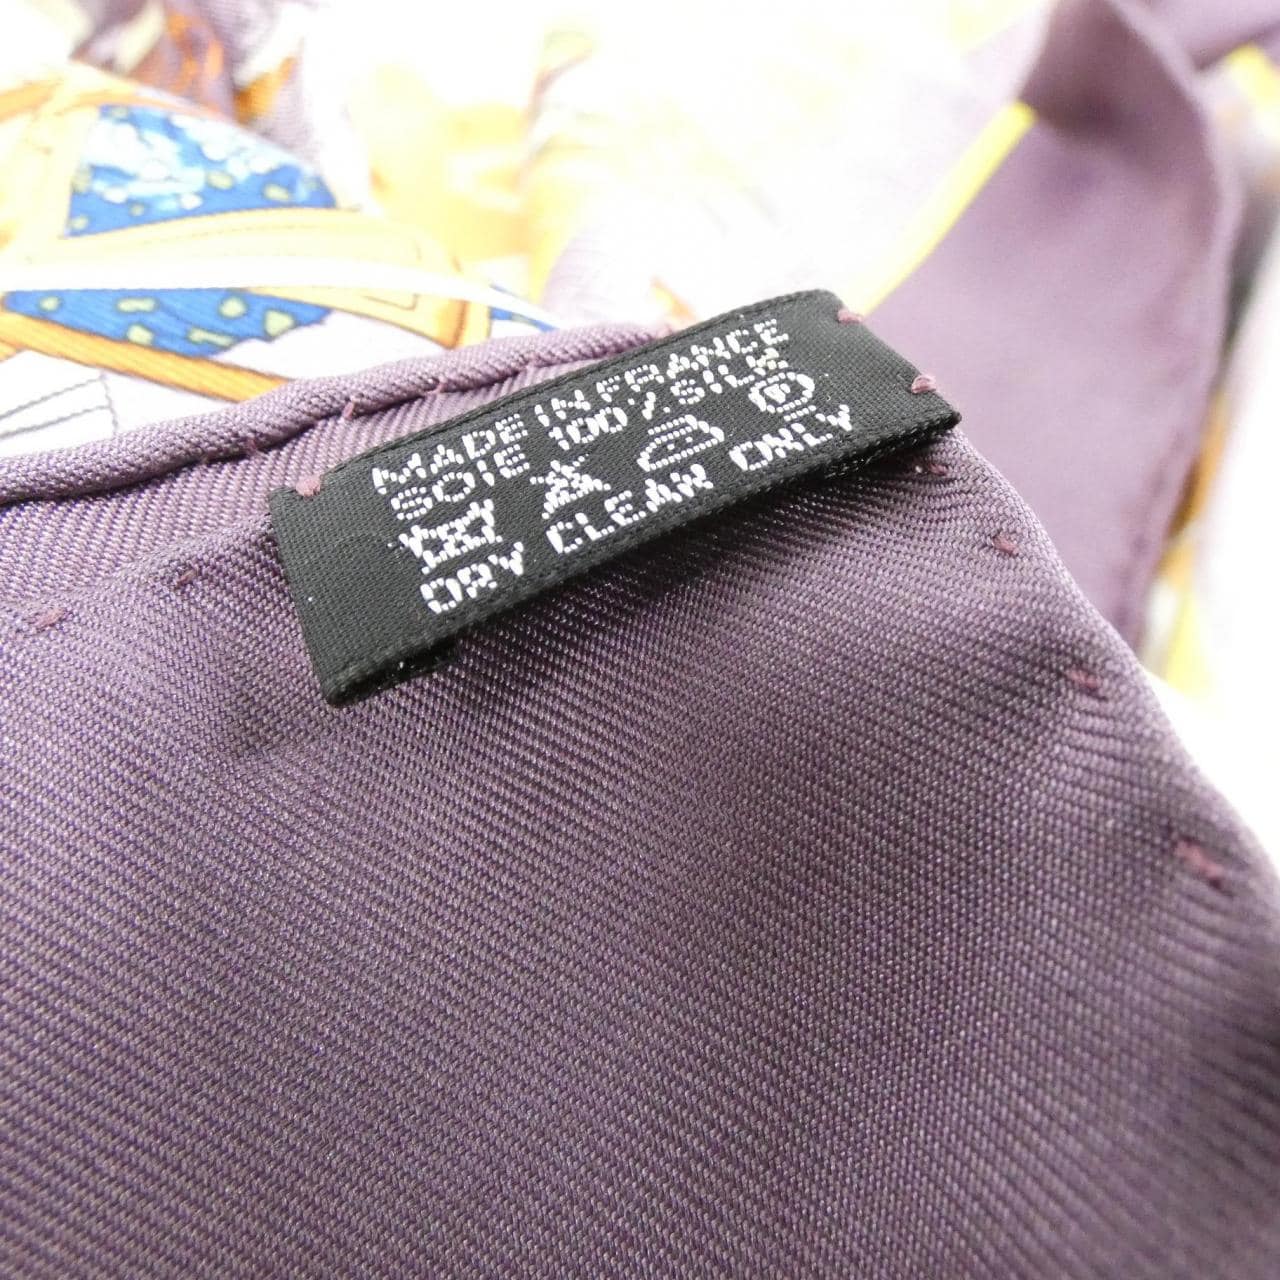 MADE IN FRANCE
SOIE 100% SILK
P
DRY CLEAN ONLY